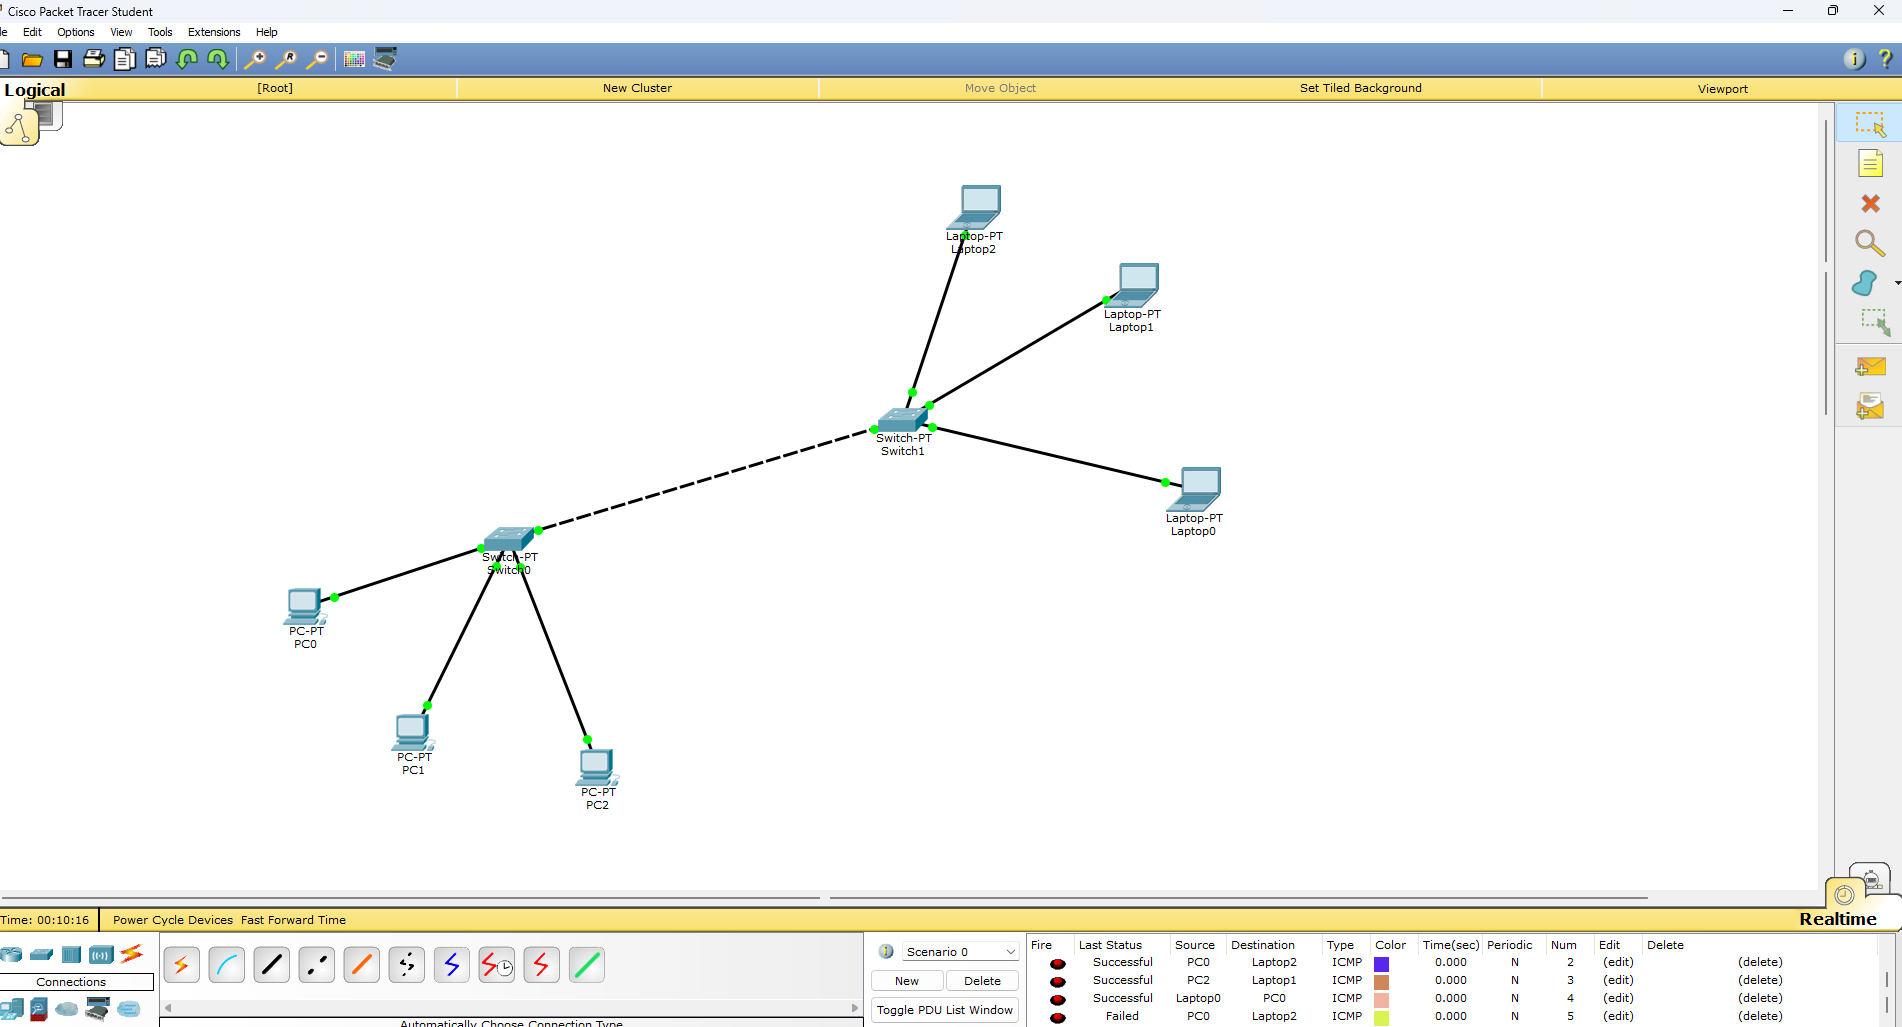 Cisco Packet Tracer Student
le Edit Options View Tools Extensions Help
Logical [Root] New Cluster Move Object Set Tiled Background Viewport
Laptop-PT
Laptop2
Laptop-PT
Laptop1
Switch-PT
Switch1
Laptop-PT
Laptop0
Switch-PT
Switch0
PC-PT
PC0
PC-PT
PC1
PC-PT
PC2
Time: 00:10:16 Power Cycle Devices Fast Forward Time Realtime
Connections
Automatically Choose Connection Type
Scenario 0
New Delete
Toggle PDU List Window
Fire Last Status Source Destination Type Color Time(sec) Periodic Num Edit Delete
Successful PC0 Laptop2 ICMP 0.000 N 2 (edit) (delete)
Successful PC2 Laptop1 ICMP 0.000 N 3 (edit) (delete)
Successful Laptop0 PC0 ICMP 0.000 N 4 (edit) (delete)
Failed PC0 Laptop2 ICMP 0.000 N 5 (edit) (delete)